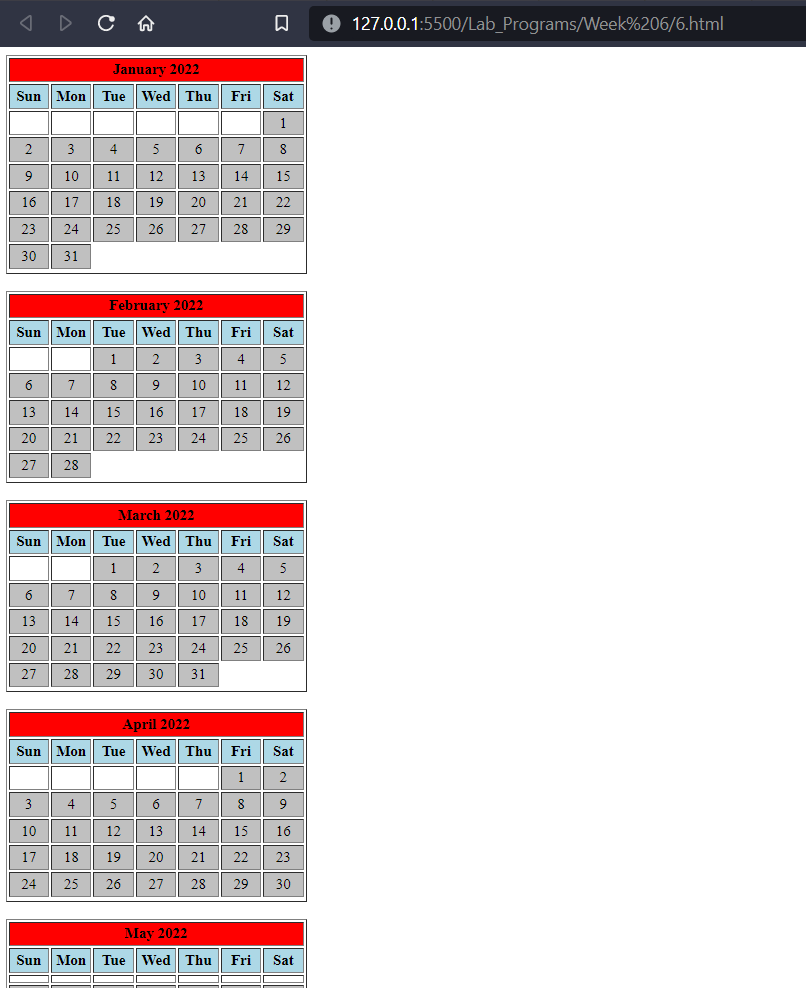 127.0.0.1:5500/Lab_Programs/Week%206/6.html
January 2022
Sun Mon Tue Wed Thu Fri Sat
1
2 3 4 5 6 7 8
9 10 11 12 13 14 15
16 17 18 19 20 21 22
23 24 25 26 27 28 29
30 31
February 2022
Sun Mon Tue Wed Thu Fri Sat
1 2 3 4 5
6 7 8 9 10 11 12
13 14 15 16 17 18 19
20 21 22 23 24 25 26
27 28
March 2022
Sun Mon Tue Wed Thu Fri Sat
1 2 3 4 5
6 7 8 9 10 11 12
13 14 15 16 17 18 19
20 21 22 23 24 25 26
27 28 29 30 31
April 2022
Sun Mon Tue Wed Thu Fri Sat
1 2
3 4 5 6 7 8 9
10 11 12 13 14 15 16
17 18 19 20 21 22 23
24 25 26 27 28 29 30
May 2022
Sun Mon Tue Wed Thu Fri Sat